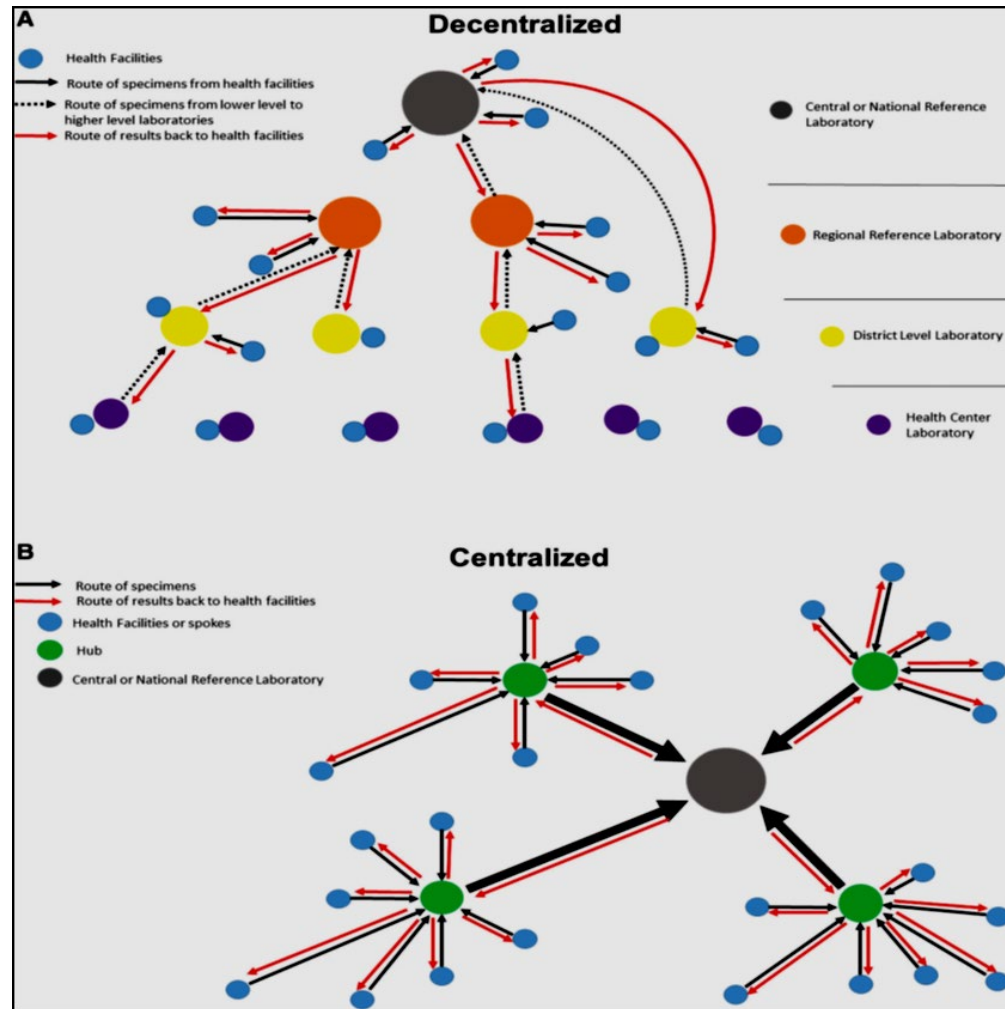 A
Decentralized
Health Facilities
Route of specimens from health facilities
Route of specimens from lower level to
higher level laboratories
Route of results back to health facilities
Central or National Reference
Laboratory
Regional Reference Laboratory
District Level Laboratory
Health Center
Laboratory
B
Centralized
Route of specimens
Route of results back to health facilities
Health Facilities or spokes
Hub
Central or National Reference Laboratory